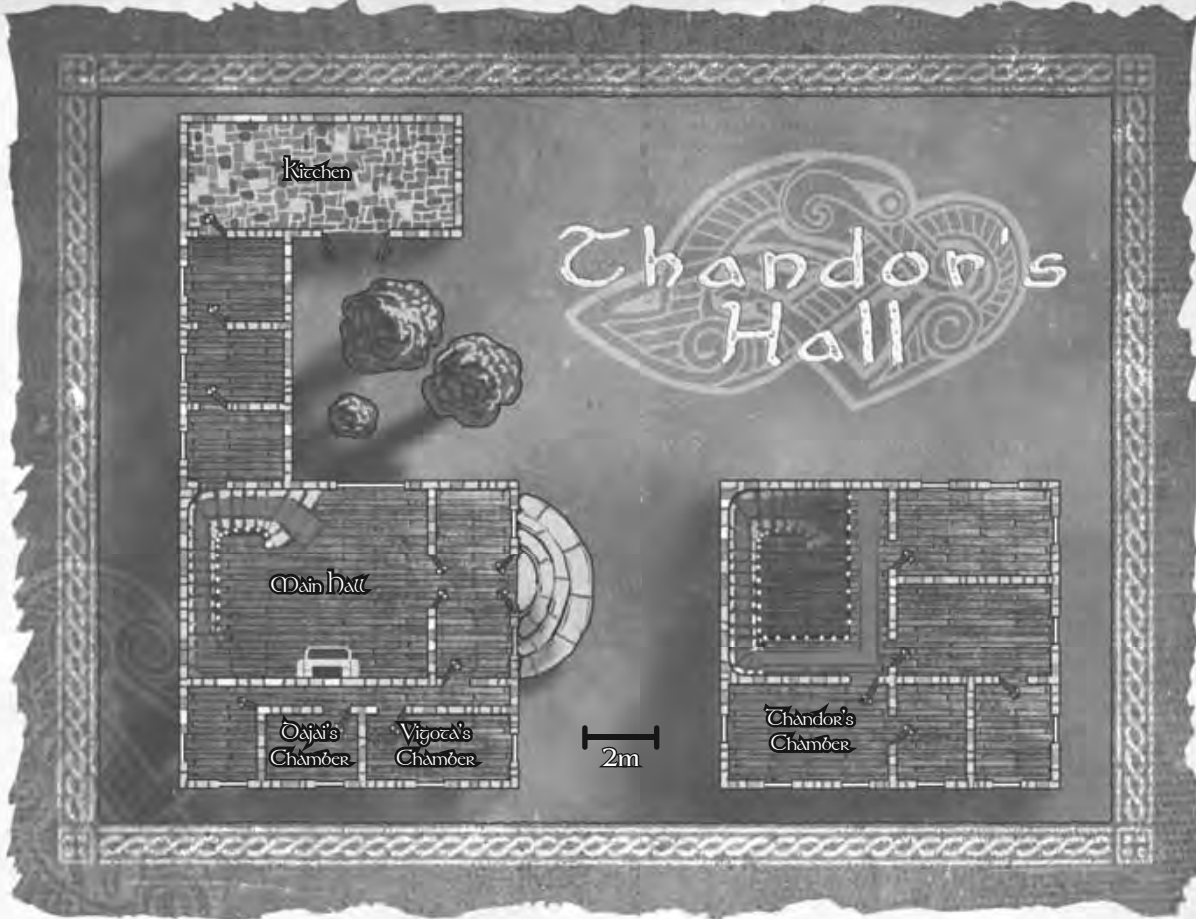 Kitchen
Thandor's
Hall
Main Hall
Dajai's
Chamber
Vigota's
Chamber
2m
Thandor's
Chamber